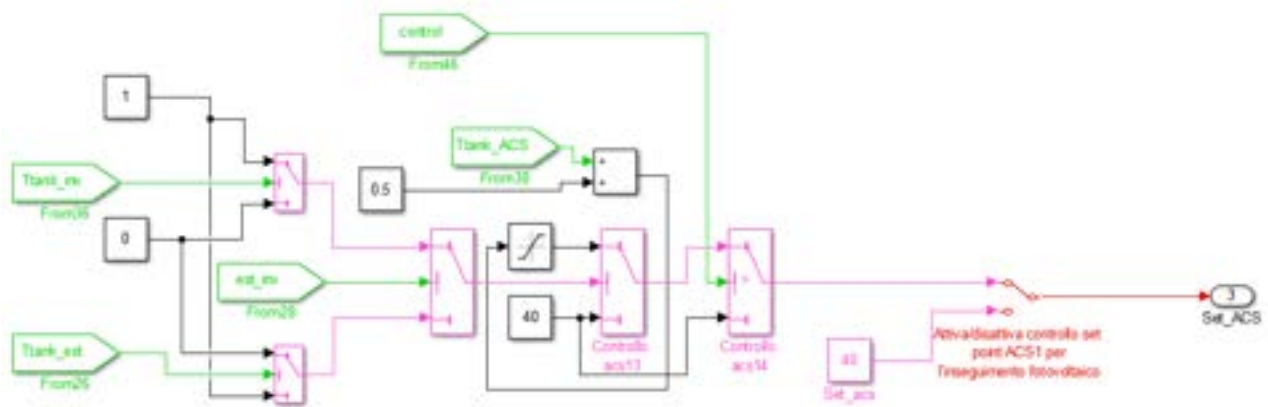 control
From46
1
Ttank_ACS
From30
Ttank_inv
From36
0.5
0
est_inv
From28
40
Controllo
acs13
Controllo
acs14
3
Set_ACS
Ttank_est
From26
40
Set_acs
Attiva/disattiva controllo set
point ACS1 per
l'inseguimento fotovoltaico